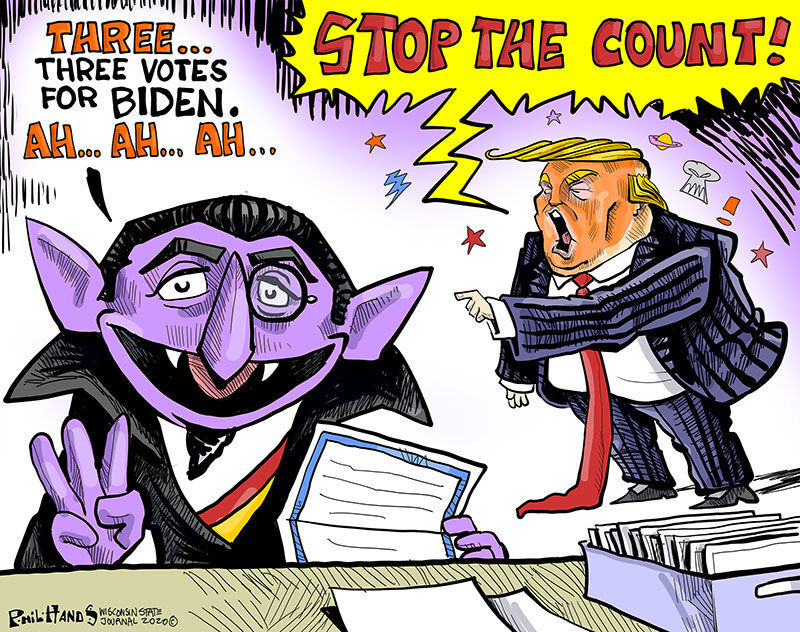 THREE...
THREE VOTES
FOR BIDEN.
AH... AH... AH...
STOP THE COUNT!
PHIL HANDS WISCONSIN STATE
JOURNAL 2020©